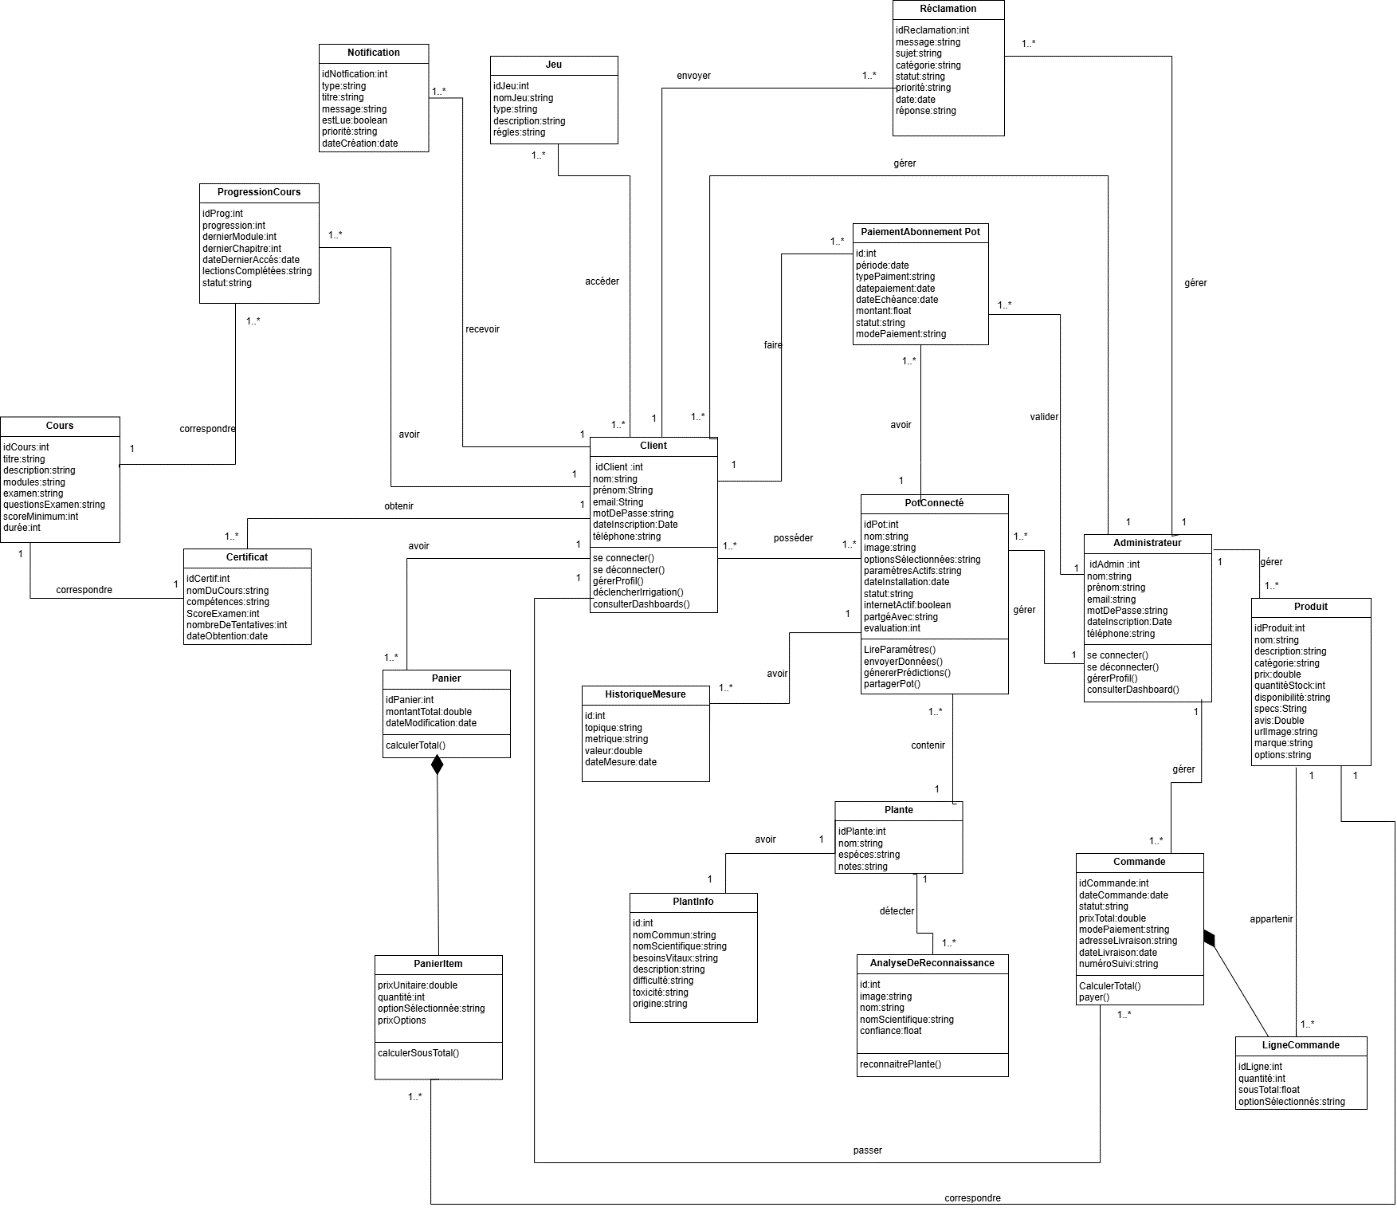 Réclamation
idReclamation:int
message:string
sujet:string
catégorie:string
statut:string
priorité:string
date:date
réponse:string
1..*
envoyer
1..*
Notification
idNotfication:int
type:string
titre:string
message:string
estLue:boolean
priorité:string
dateCréation:date
1..*
Jeu
idJeu:int
nomJeu:string
type:string
description:string
régles:string
1..*
gérer
ProgressionCours
idProg:int
progression:int
dernierModule:int
dernierChapitre:int
dateDernierAccés:date
lectionsComplétées:string
statut:string
1..*
1..*
accéder
recevoir
PaiementAbonnement Pot
id:int
période:date
typePaiment:string
datepaiement:date
dateEchéance:date
montant:float
statut:string
modePaiement:string
1..*
1..*
1..*
gérer
faire
avoir
valider
Cours
idCours:int
titre:string
description:string
modules:string
examen:string
questionsExamen:string
scoreMinimum:int
durée:int
1
1
correspondre
avoir
1
1
1..*
1
1..*
1
Client
idClient :int
nom:string
prénom:String
email:String
motDePasse:string
dateInscription:Date
téléphone:string
se connecter()
se déconnecter()
gérerProfil()
déclencherIrrigation()
consulterDashboards()
obtenir
1
1..*
avoir
1
1
1..*
posséder
1..*
1
PotConnecté
idPot:int
nom:string
image:string
optionsSélectionnées:string
paramétresActifs:string
dateInstallation:date
statut:string
internetActif:boolean
partgéAvec:string
evaluation:int
LireParamétres()
envoyerDonnées()
génererPrédictions()
partagerPot()
1..*
gérer
1
1
1
1
Administrateur
idAdmin :int
nom:string
prénom:string
email:string
motDePasse:string
dateInscription:Date
téléphone:string
se connecter()
se déconnecter()
gérerProfil()
consulterDashboard()
1
gérer
1..*
Produit
idProduit:int
nom:string
description:string
catégorie:string
prix:double
quantitéStock:int
disponibilité:string
specs:String
avis:Double
urlImage:string
marque:string
options:string
1
1
Certificat
idCertif:int
nomDuCours:string
compétences:string
ScoreExamen:int
nombreDeTentatives:int
dateObtention:date
correspondre
1
1..*
Panier
idPanier:int
montantTotal:double
dateModification:date
calculerTotal()
1
avoir
1..*
HistoriqueMesure
id:int
topique:string
metrique:string
valeur:double
dateMesure:date
1..*
contenir
1
1
gérer
1..*
Plante
idPlante:int
nom:string
espéces:string
notes:string
avoir
1
1
1
détecter
1..*
PlantInfo
id:int
nomCommun:string
nomScientifique:string
besoinsVitaux:string
description:string
difficulté:string
toxicité:string
origine:string
AnalyseDeReconnaissance
id:int
image:string
nom:string
nomScientifique:string
confiance:float
reconnaitrePlante()
Commande
idCommande:int
dateCommande:date
statut:string
prixTotal:double
modePaiement:string
adresseLivraison:string
dateLivraison:date
numéroSuivi:string
CalculerTotal()
payer()
1..*
appartenir
1..*
LigneCommande
idLigne:int
quantité:int
sousTotal:float
optionSélectionnés:string
PanierItem
prixUnitaire:double
quantité:int
optionSélectionnée:string
prixOptions
calculerSousTotal()
1..*
passer
correspondre